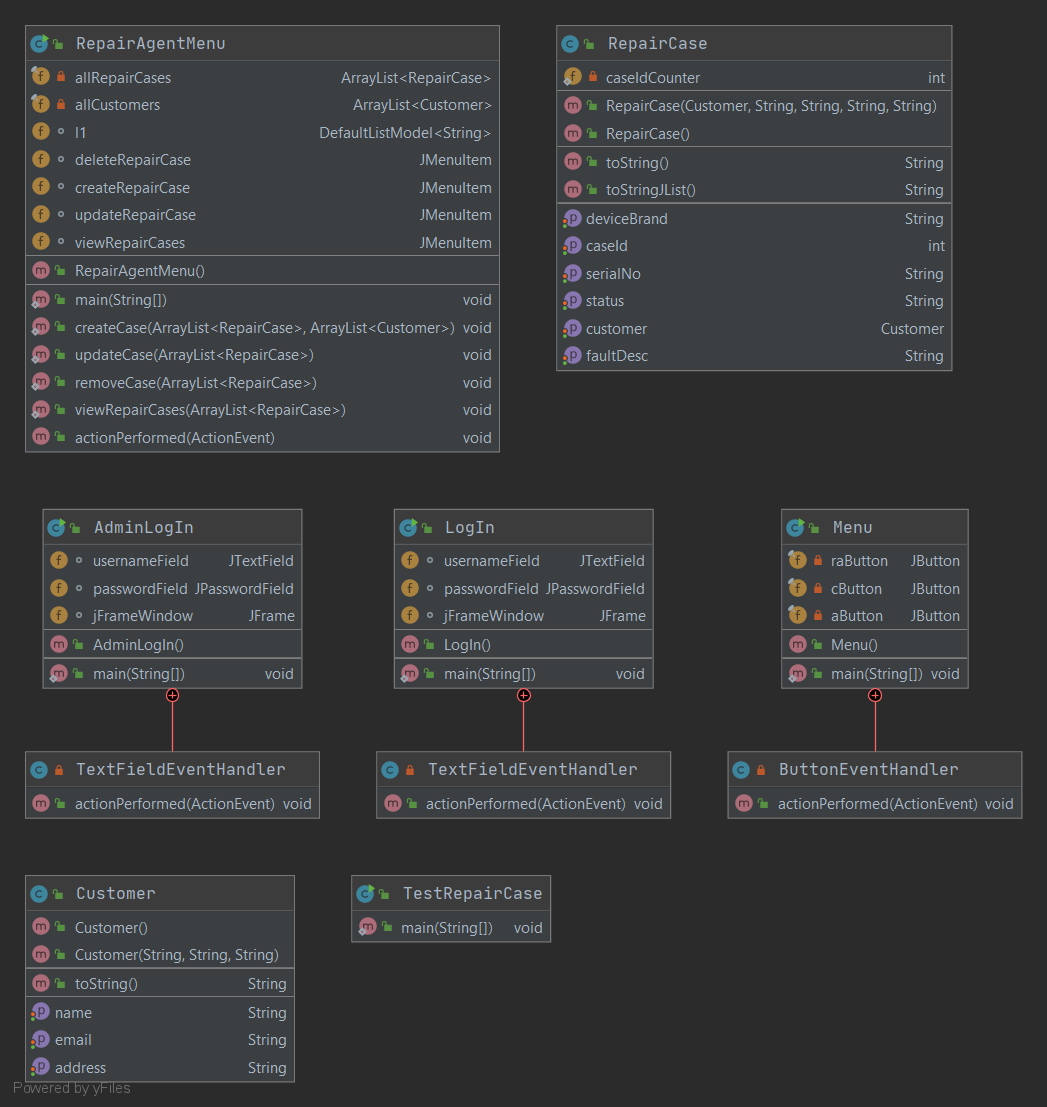 RepairAgentMenu
allRepairCases ArrayList<RepairCase>
allCustomers ArrayList<Customer>
l1 DefaultListModel<String>
deleteRepairCase JMenuItem
createRepairCase JMenuItem
updateRepairCase JMenuItem
viewRepairCases JMenuItem
RepairAgentMenu()
main(String[]) void
createCase(ArrayList<RepairCase>, ArrayList<Customer>) void
updateCase(ArrayList<RepairCase>) void
removeCase(ArrayList<RepairCase>) void
viewRepairCases(ArrayList<RepairCase>) void
actionPerformed(ActionEvent) void
RepairCase
caseIdCounter int
RepairCase(Customer, String, String, String, String)
RepairCase()
toString() String
toStringJList() String
deviceBrand String
caseId int
serialNo String
status String
customer Customer
faultDesc String
AdminLogIn
usernameField JTextField
passwordField JPasswordField
jFrameWindow JFrame
AdminLogIn()
main(String[]) void
LogIn
usernameField JTextField
passwordField JPasswordField
jFrameWindow JFrame
LogIn()
main(String[]) void
Menu
raButton JButton
cButton JButton
aButton JButton
Menu()
main(String[]) void
TextFieldEventHandler
actionPerformed(ActionEvent) void
TextFieldEventHandler
actionPerformed(ActionEvent) void
ButtonEventHandler
actionPerformed(ActionEvent) void
Customer
Customer()
Customer(String, String, String)
toString() String
name String
email String
address String
TestRepairCase
main(String[]) void
Powered by yFiles